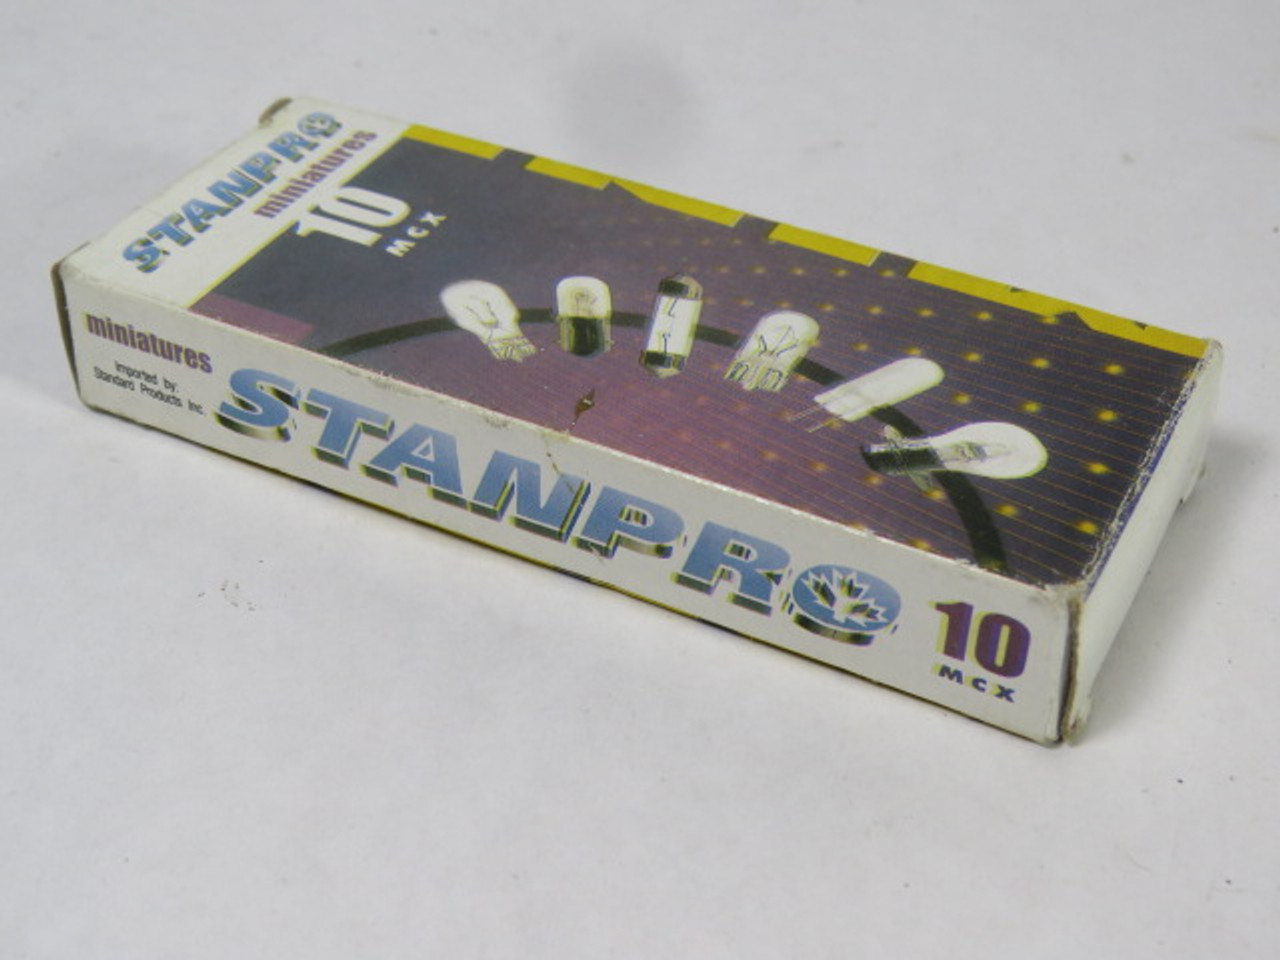 STANPRO
miniatures
10
MCX
miniatures
Imported by:
Standard Products Inc.
STANPRO
10
MCX